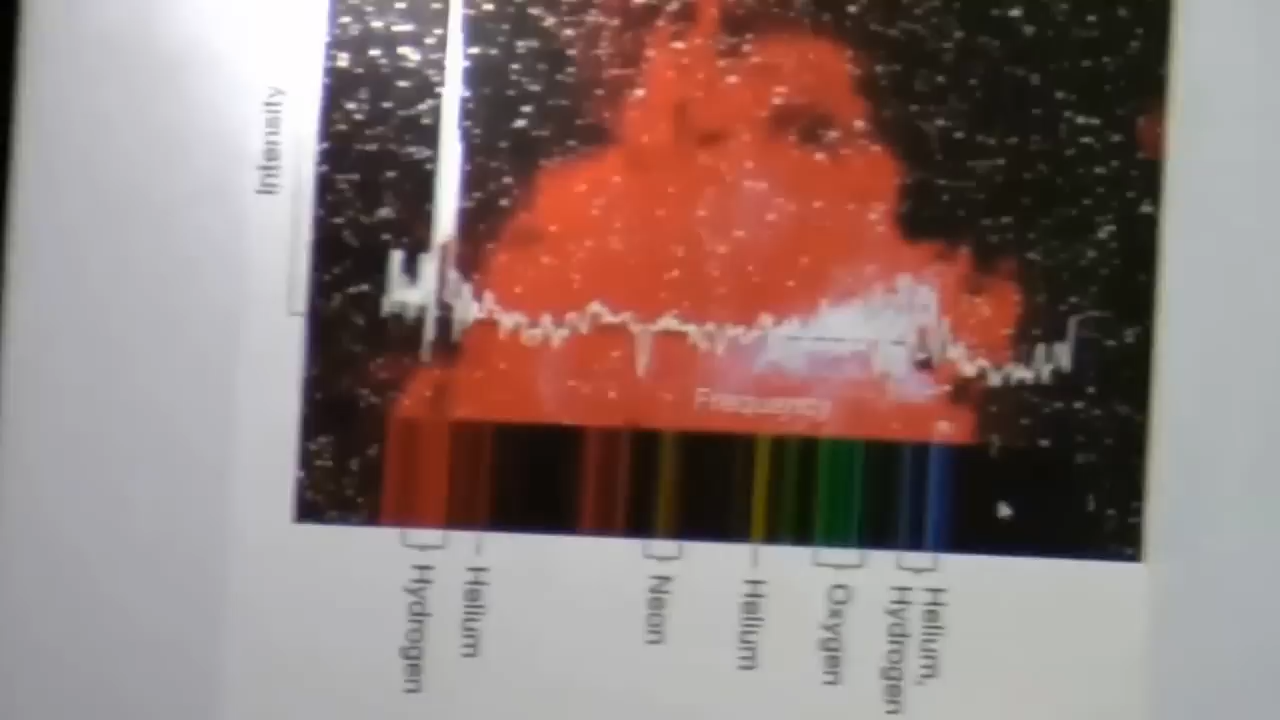 Intensity
Frequency
Hydrogen
Helium
Neon
Helium
Oxygen
Helium,
Hydrogen